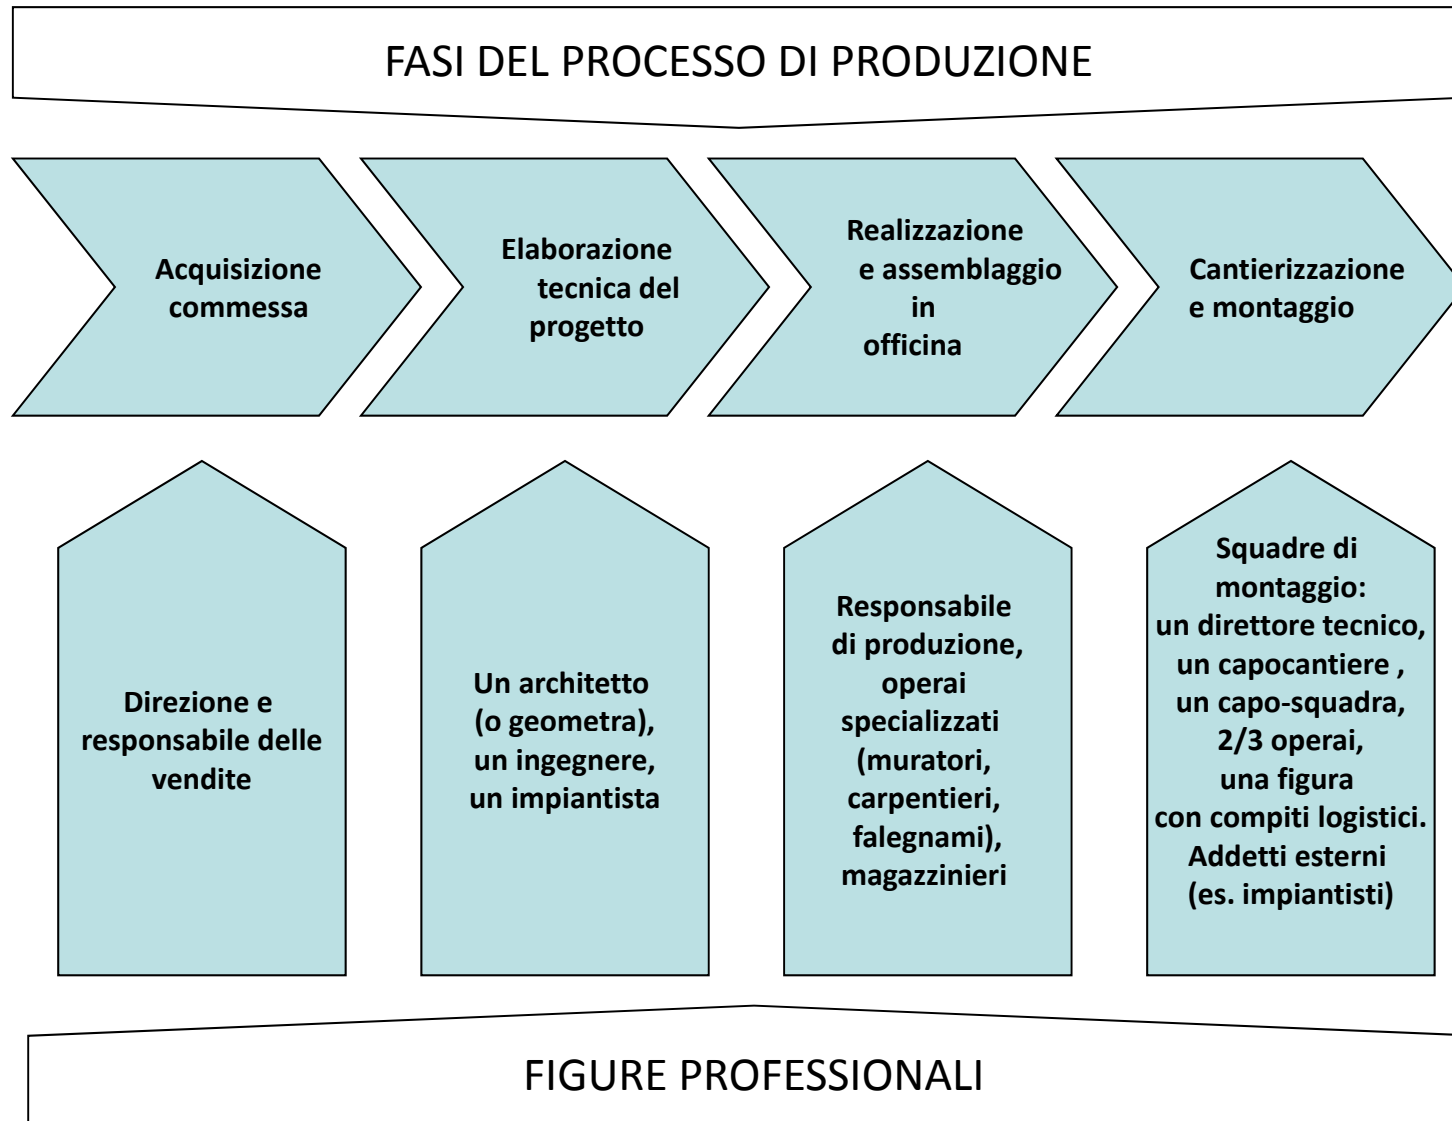 FASI DEL PROCESSO DI PRODUZIONE
Acquisizione
commessa
Elaborazione
tecnica del
progetto
Realizzazione
e assemblaggio
in
officina
Cantierizzazione
e montaggio
Direzione e
responsabile delle
vendite
Un architetto
(o geometra),
un ingegnere,
un impiantista
Responsabile
di produzione,
operai
specializzati
(muratori,
carpentieri,
falegnami),
magazzinieri
Squadre di
montaggio:
un direttore tecnico,
un capocantiere ,
un capo-squadra,
2/3 operai,
una figura
con compiti logistici.
Addetti esterni
(es. impiantisti)
FIGURE PROFESSIONALI